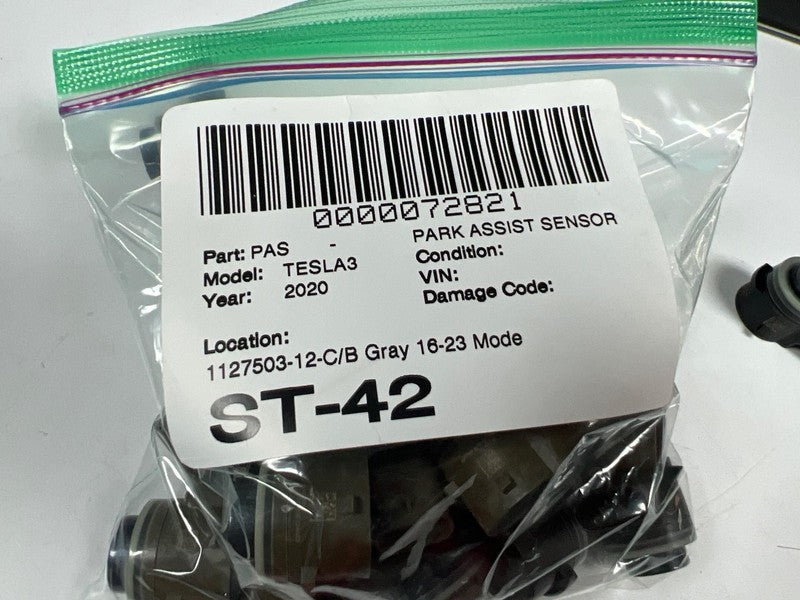 0000072821
Part: PAS - PARK ASSIST SENSOR
Model: TESLA3 Condition:
Year: 2020 VIN:
Damage Code:
Location:
1127503-12-C/B Gray 16-23 Mode
ST-42